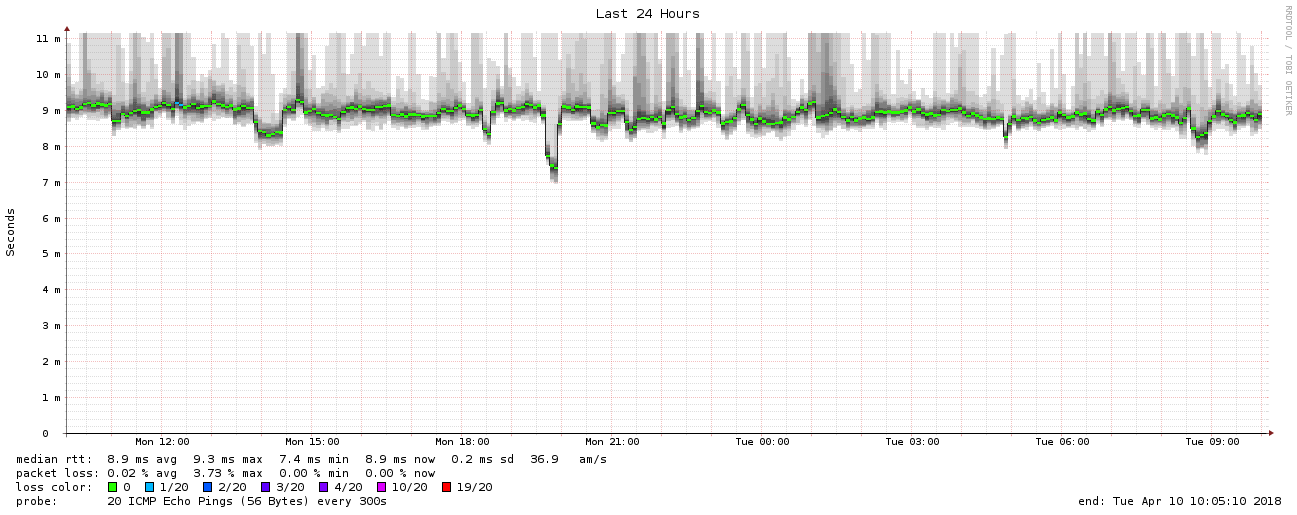 Last 24 Hours
RRDTOOL / TOBI OETIKER
Seconds
11 m
10 m
9 m
8 m
7 m
6 m
5 m
4 m
3 m
2 m
1 m
0
Mon 12:00 Mon 15:00 Mon 18:00 Mon 21:00 Tue 00:00 Tue 03:00 Tue 06:00 Tue 09:00
median rtt: 8.9 ms avg 9.3 ms max 7.4 ms min 8.9 ms now 0.2 ms sd 36.9 am/s
packet loss: 0.02 % avg 3.73 % max 0.00 % min 0.00 % now
loss color: 0 1/20 2/20 3/20 4/20 10/20 19/20
probe: 20 ICMP Echo Pings (56 Bytes) every 300s end: Tue Apr 10 10:05:10 2018